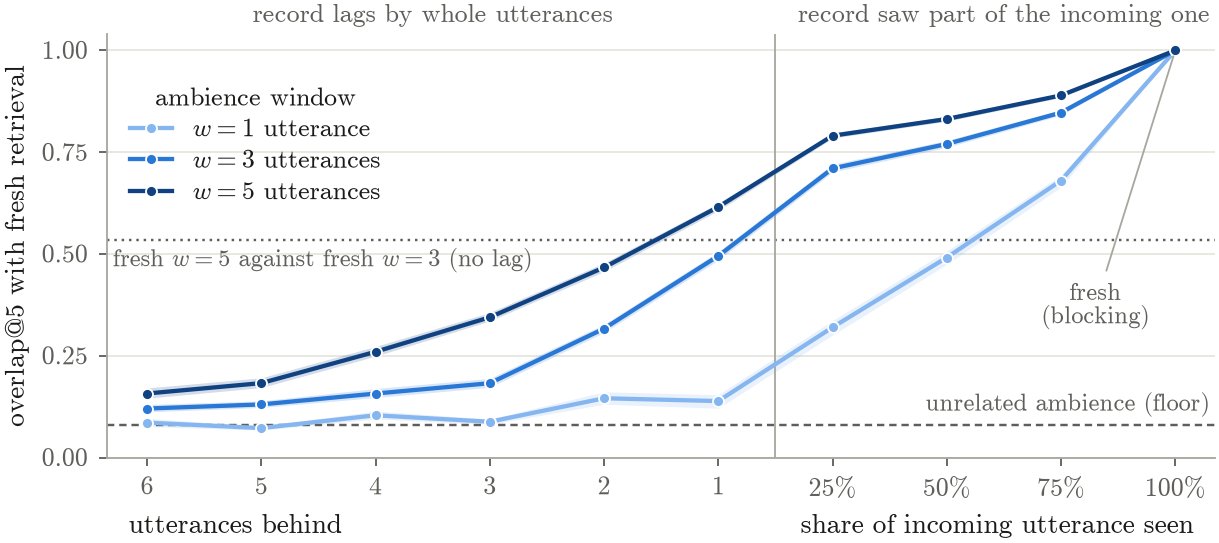 record lags by whole utterances
record saw part of the incoming one
overlap@5 with fresh retrieval
1.00
0.75
0.50
0.25
0.00
ambience window
w = 1 utterance
w = 3 utterances
w = 5 utterances
fresh w = 5 against fresh w = 3 (no lag)
fresh
(blocking)
unrelated ambience (floor)
6 5 4 3 2 1 25% 50% 75% 100%
utterances behind
share of incoming utterance seen